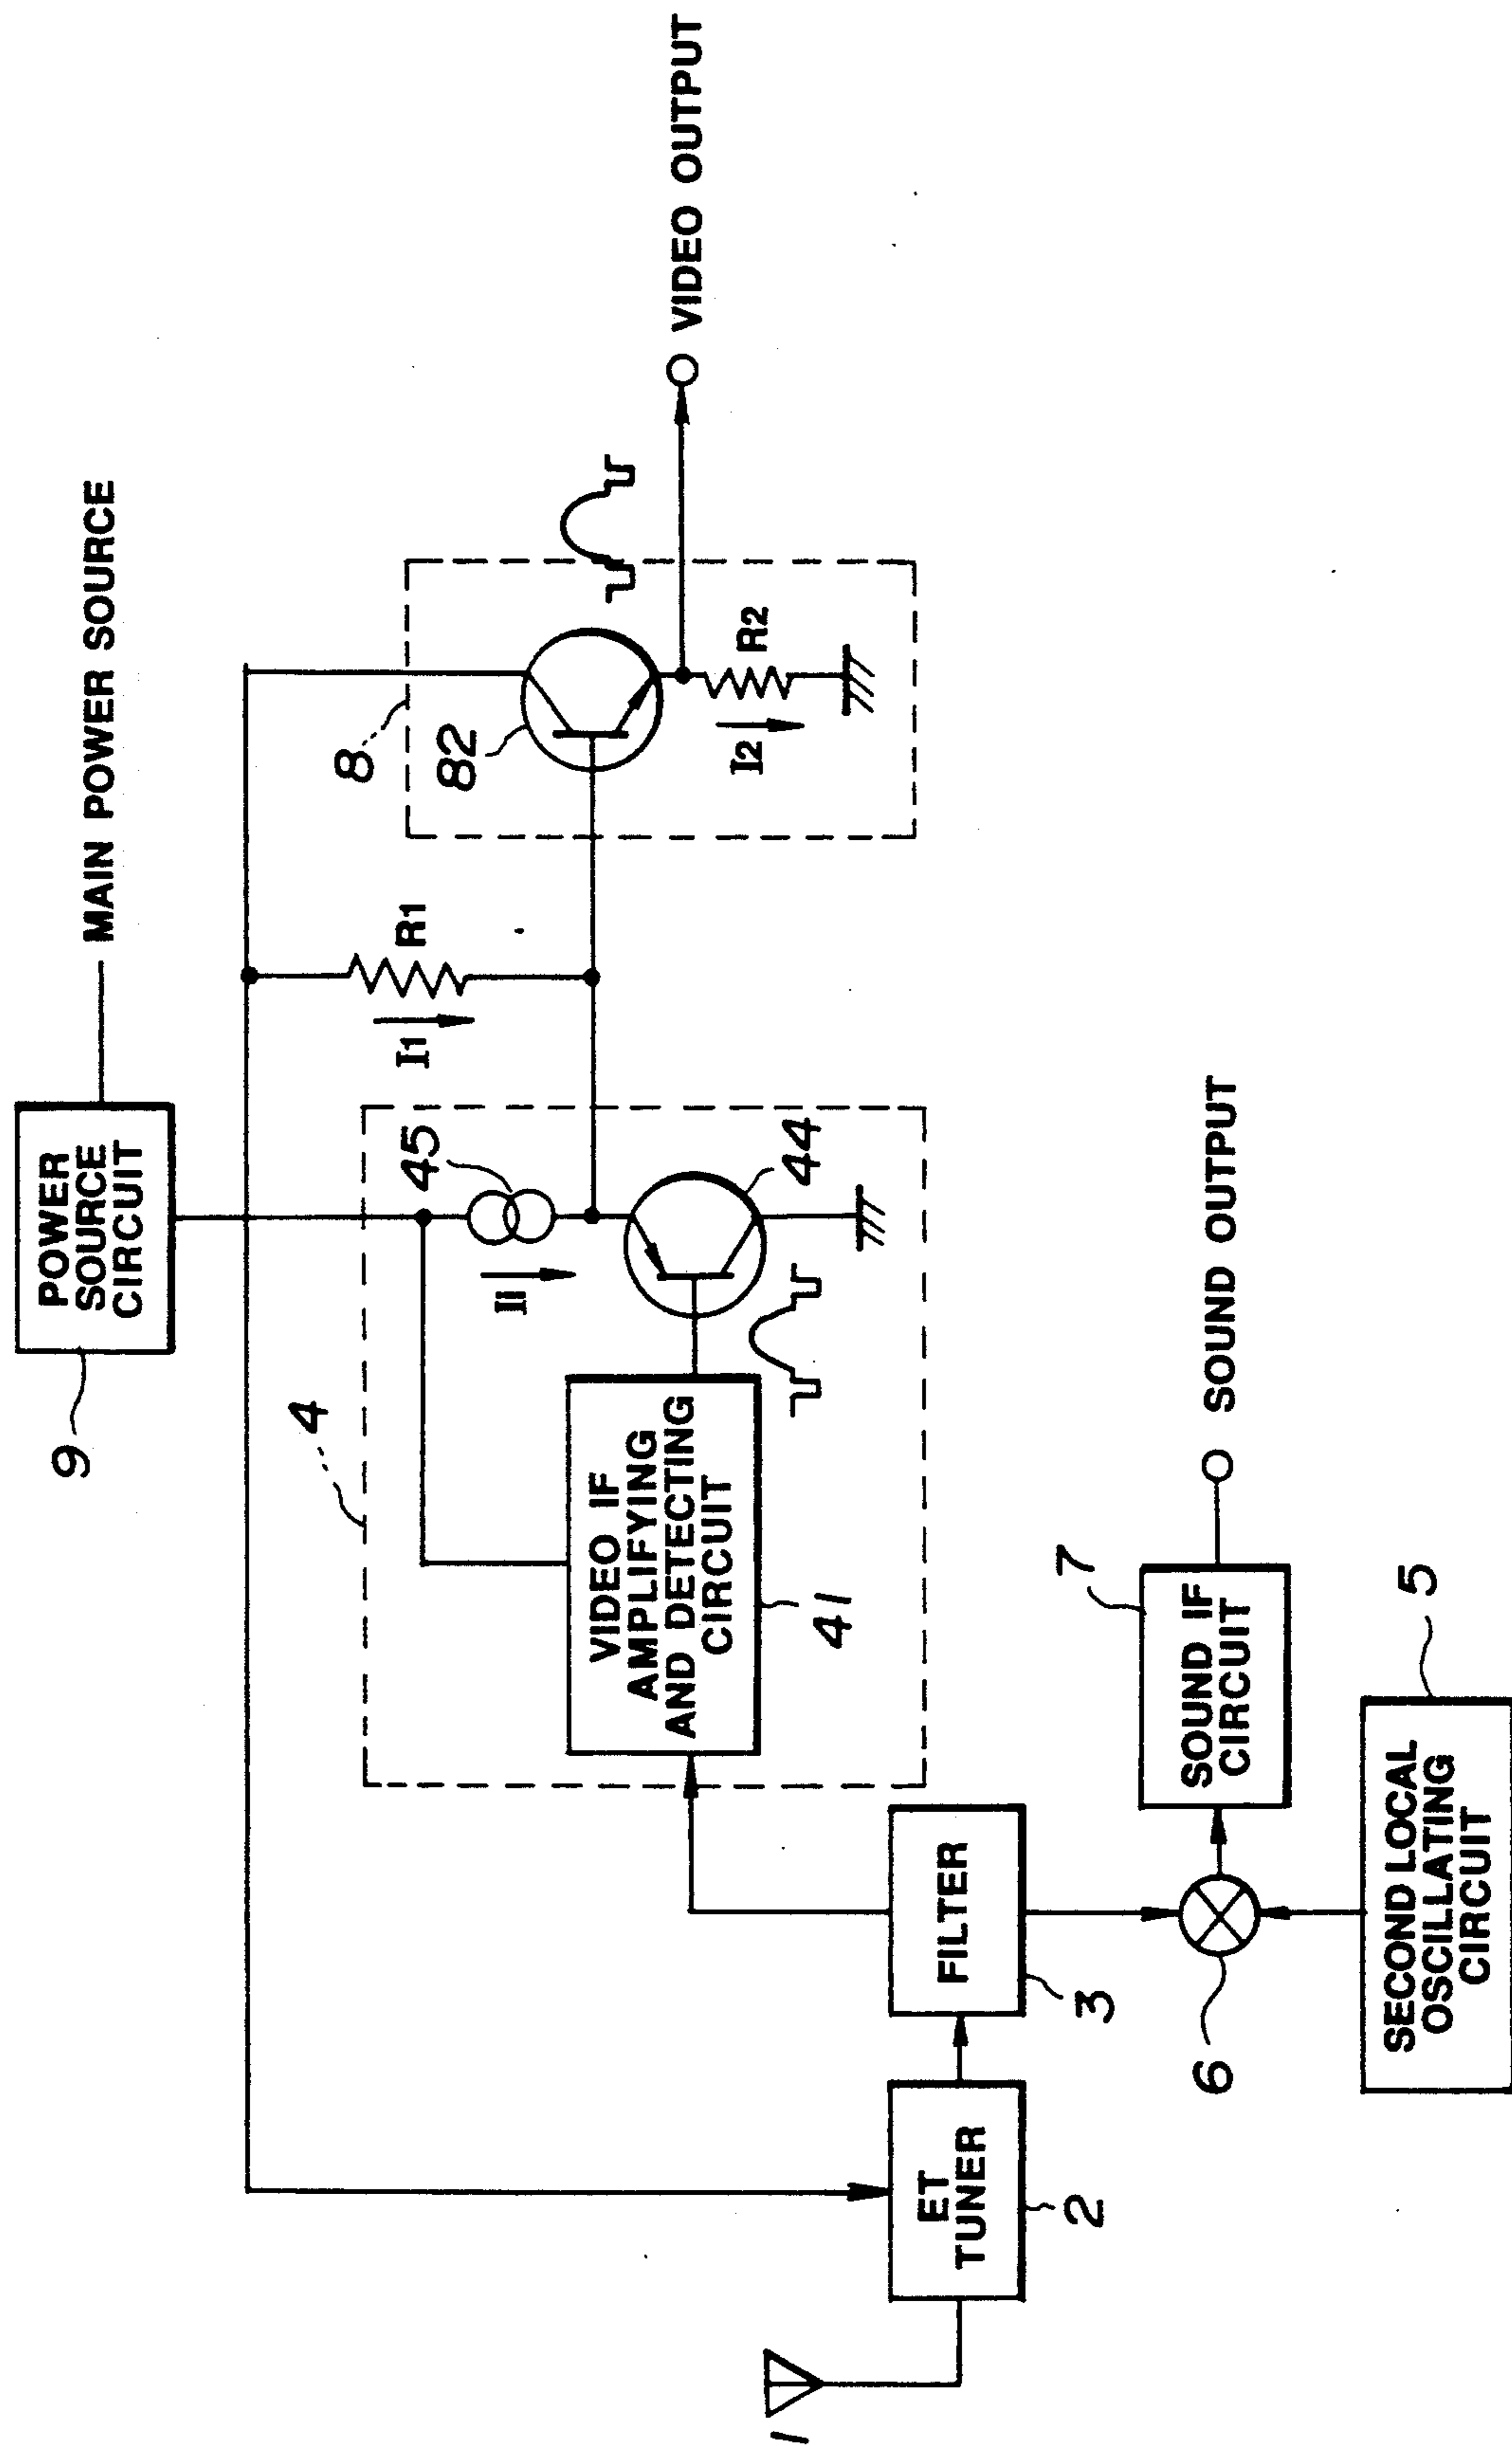 MAIN POWER SOURCE
POWER
SOURCE
CIRCUIT
9
4
45
I1
R1
8
82
Ii
44
I2
R2
VIDEO OUTPUT
VIDEO IF
AMPLIFYING
AND DETECTING
CIRCUIT
41
1
ET
TUNER
2
FILTER
3
6
7
SOUND IF
CIRCUIT
SOUND OUTPUT
SECOND LOCAL
OSCILLATING
CIRCUIT
5